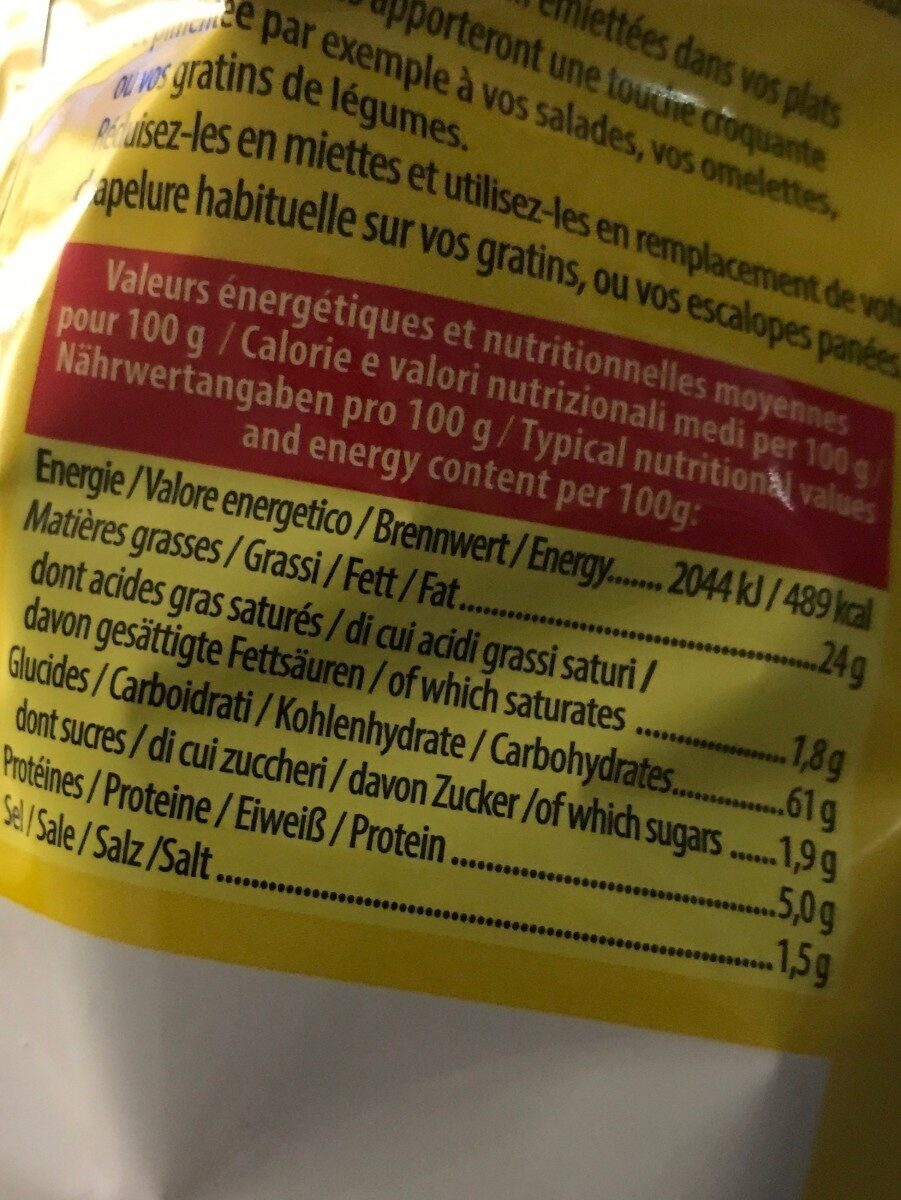 émiettées dans vos plats
apporteront une touche croquante
par exemple à vos salades, vos omelettes,
ou vos gratins de légumes.
Réduisez-les en miettes et utilisez-les en remplacement de
chapelure habituelle sur vos gratins, ou vos escalopes panées.
Valeurs énergétiques et nutritionnelles moyennes
pour 100 g / Calorie e valori nutrizionali medi per 100 g /
Nährwertangaben pro 100 g / Typical nutritional values
and energy content per 100g:
Energie / Valore energetico / Brennwert / Energy....... 2044 kJ / 489 kcal
Matières grasses / Grassi / Fett / Fat................................................24 g
dont acides gras saturés / di cui acidi grassi saturi /
davon gesättigte Fettsäuren / of which saturates ....................1,8 g
Glucides / Carboidrati / Kohlenhydrate / Carbohydrates...............61 g
dont sucres / di cui zuccheri / davon Zucker /of which sugars .......1,9 g
Protéines / Proteine / Eiweiß / Protein ...........................................5,0 g
Sel / Sale / Salz /Salt ......................................................................1,5 g